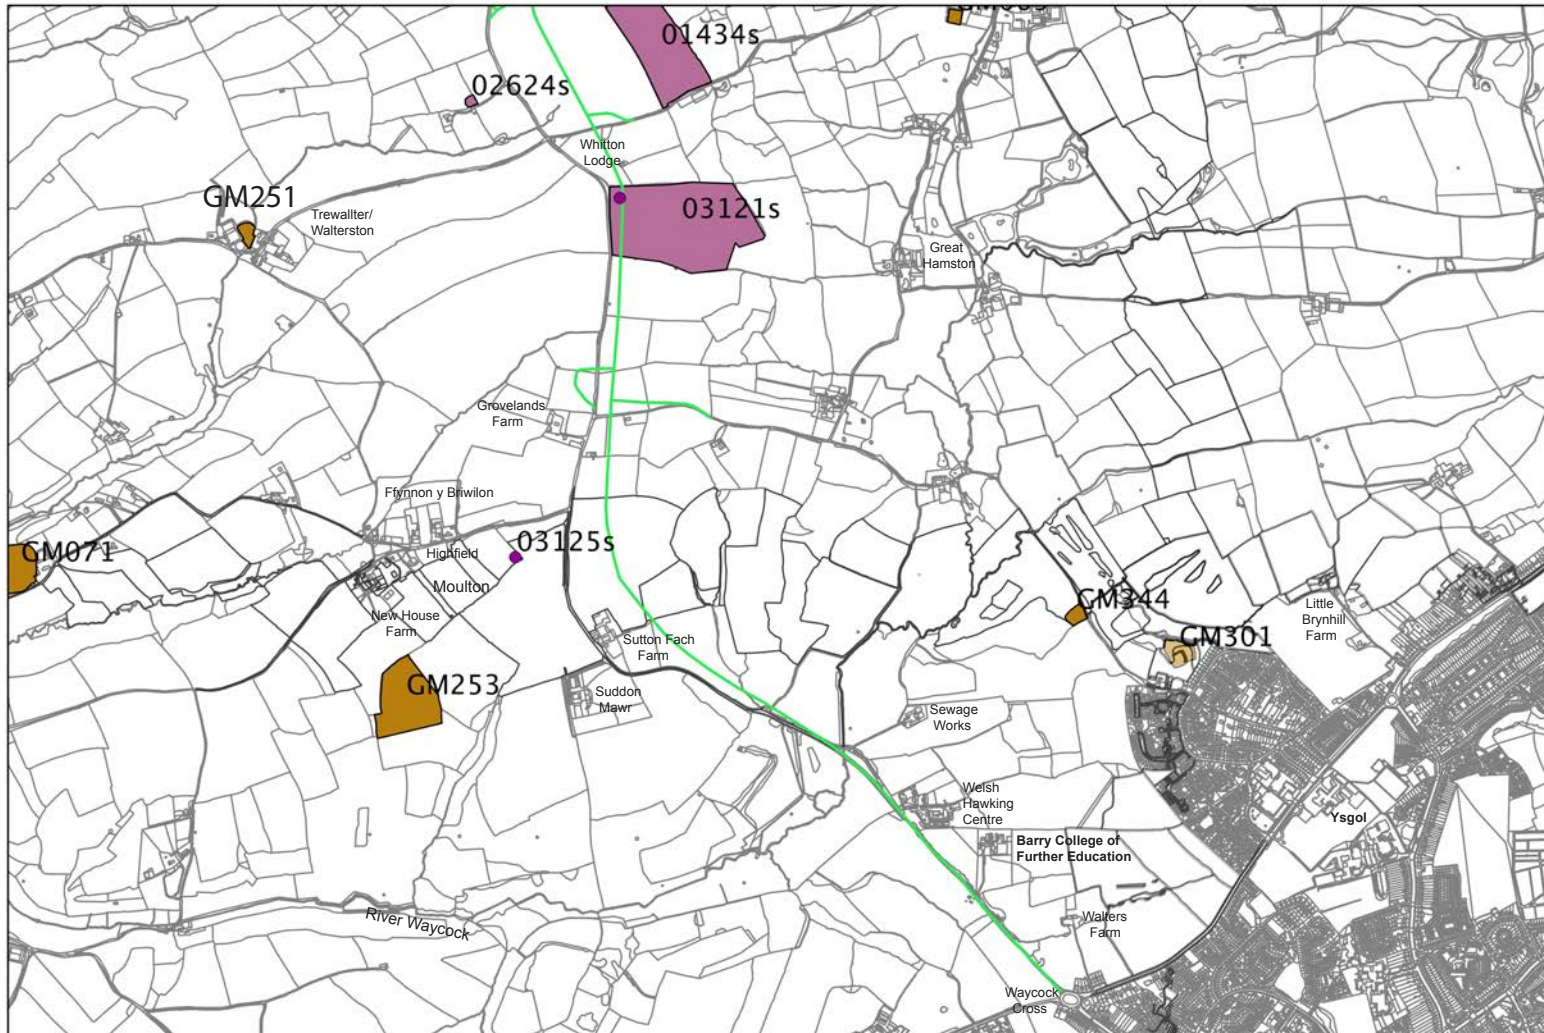 01434s
02624s
Whitton
Lodge
GM251
Trewallter/
Walterston
03121s
Great
Hamston
Grovelands
Farm
Ffynnon y Briwilon
03125s
Highfield
Moulton
GM071
New House
Farm
GM344
Little
Brynhill
Farm
GM301
Sutton Fach
Farm
GM253
Suddon
Mawr
Sewage
Works
Welsh
Hawking
Centre
Ysgol
Barry College of
Further Education
River Waycock
Walters
Farm
Waycock
Cross